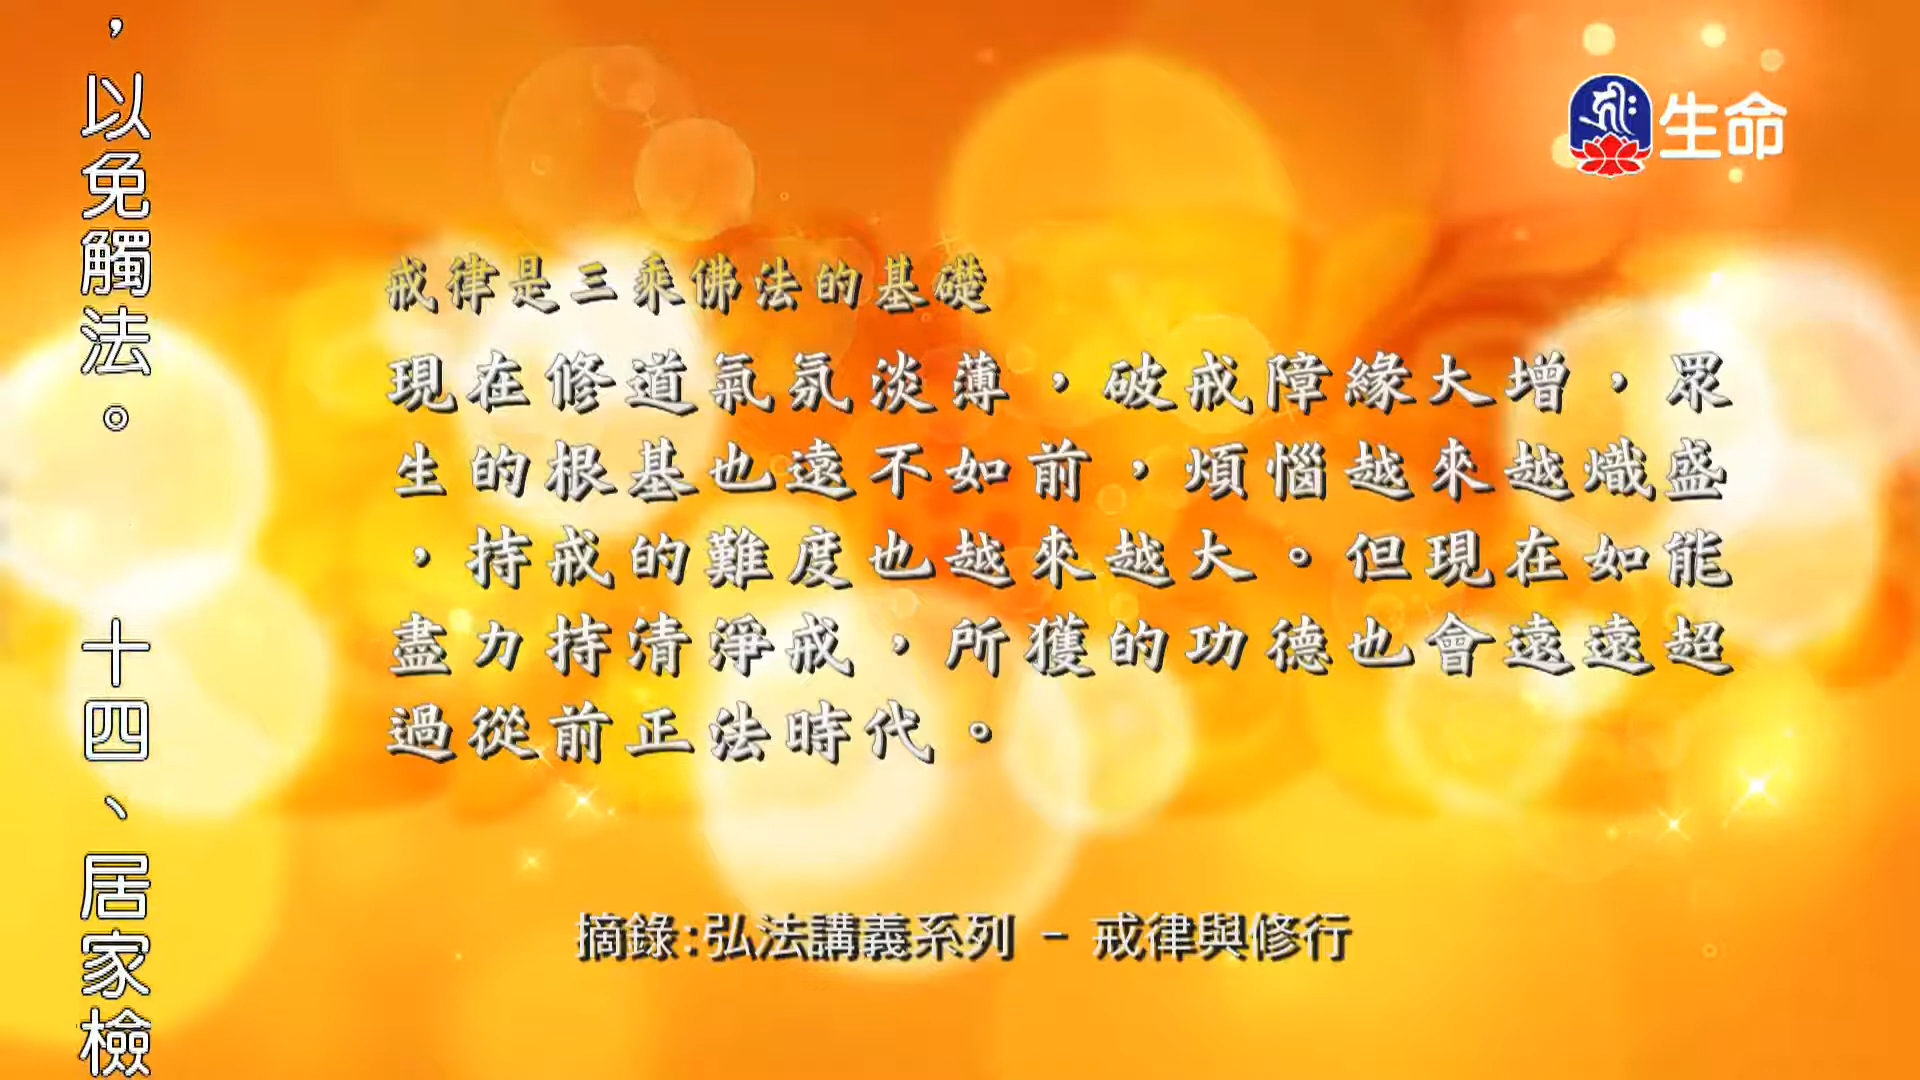 ，以免觸法。 十四、居家檢
生命
戒律是三乘佛法的基礎
現在修道氣氛淡薄，破戒障緣大增，眾
生的根基也遠不如前，煩惱越來越熾盛
，持戒的難度也越來越大。但現在如能
盡力持清淨戒，所獲的功德也會遠遠超
過從前正法時代。
摘錄:弘法講義系列 - 戒律與修行